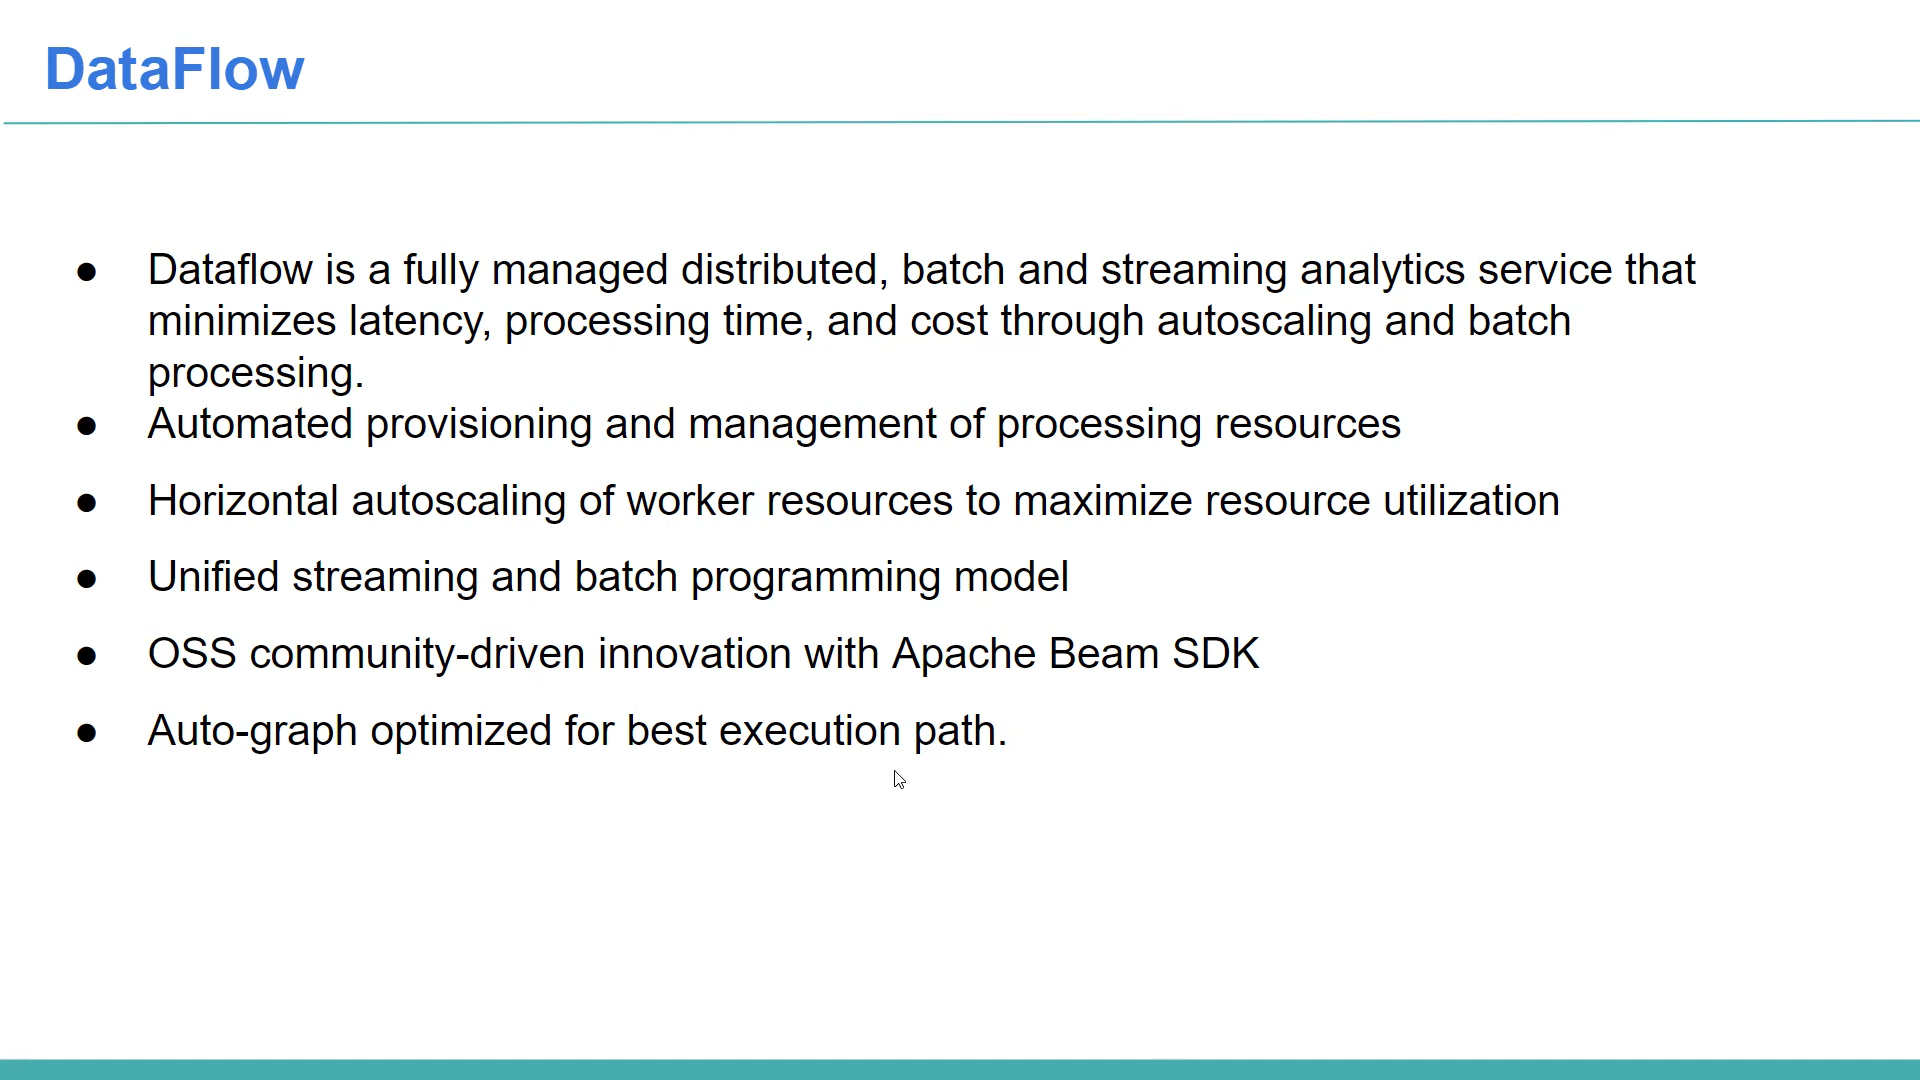 DataFlow
● Dataflow is a fully managed distributed, batch and streaming analytics service that
minimizes latency, processing time, and cost through autoscaling and batch
processing.
● Automated provisioning and management of processing resources
● Horizontal autoscaling of worker resources to maximize resource utilization
● Unified streaming and batch programming model
● OSS community-driven innovation with Apache Beam SDK
● Auto-graph optimized for best execution path.